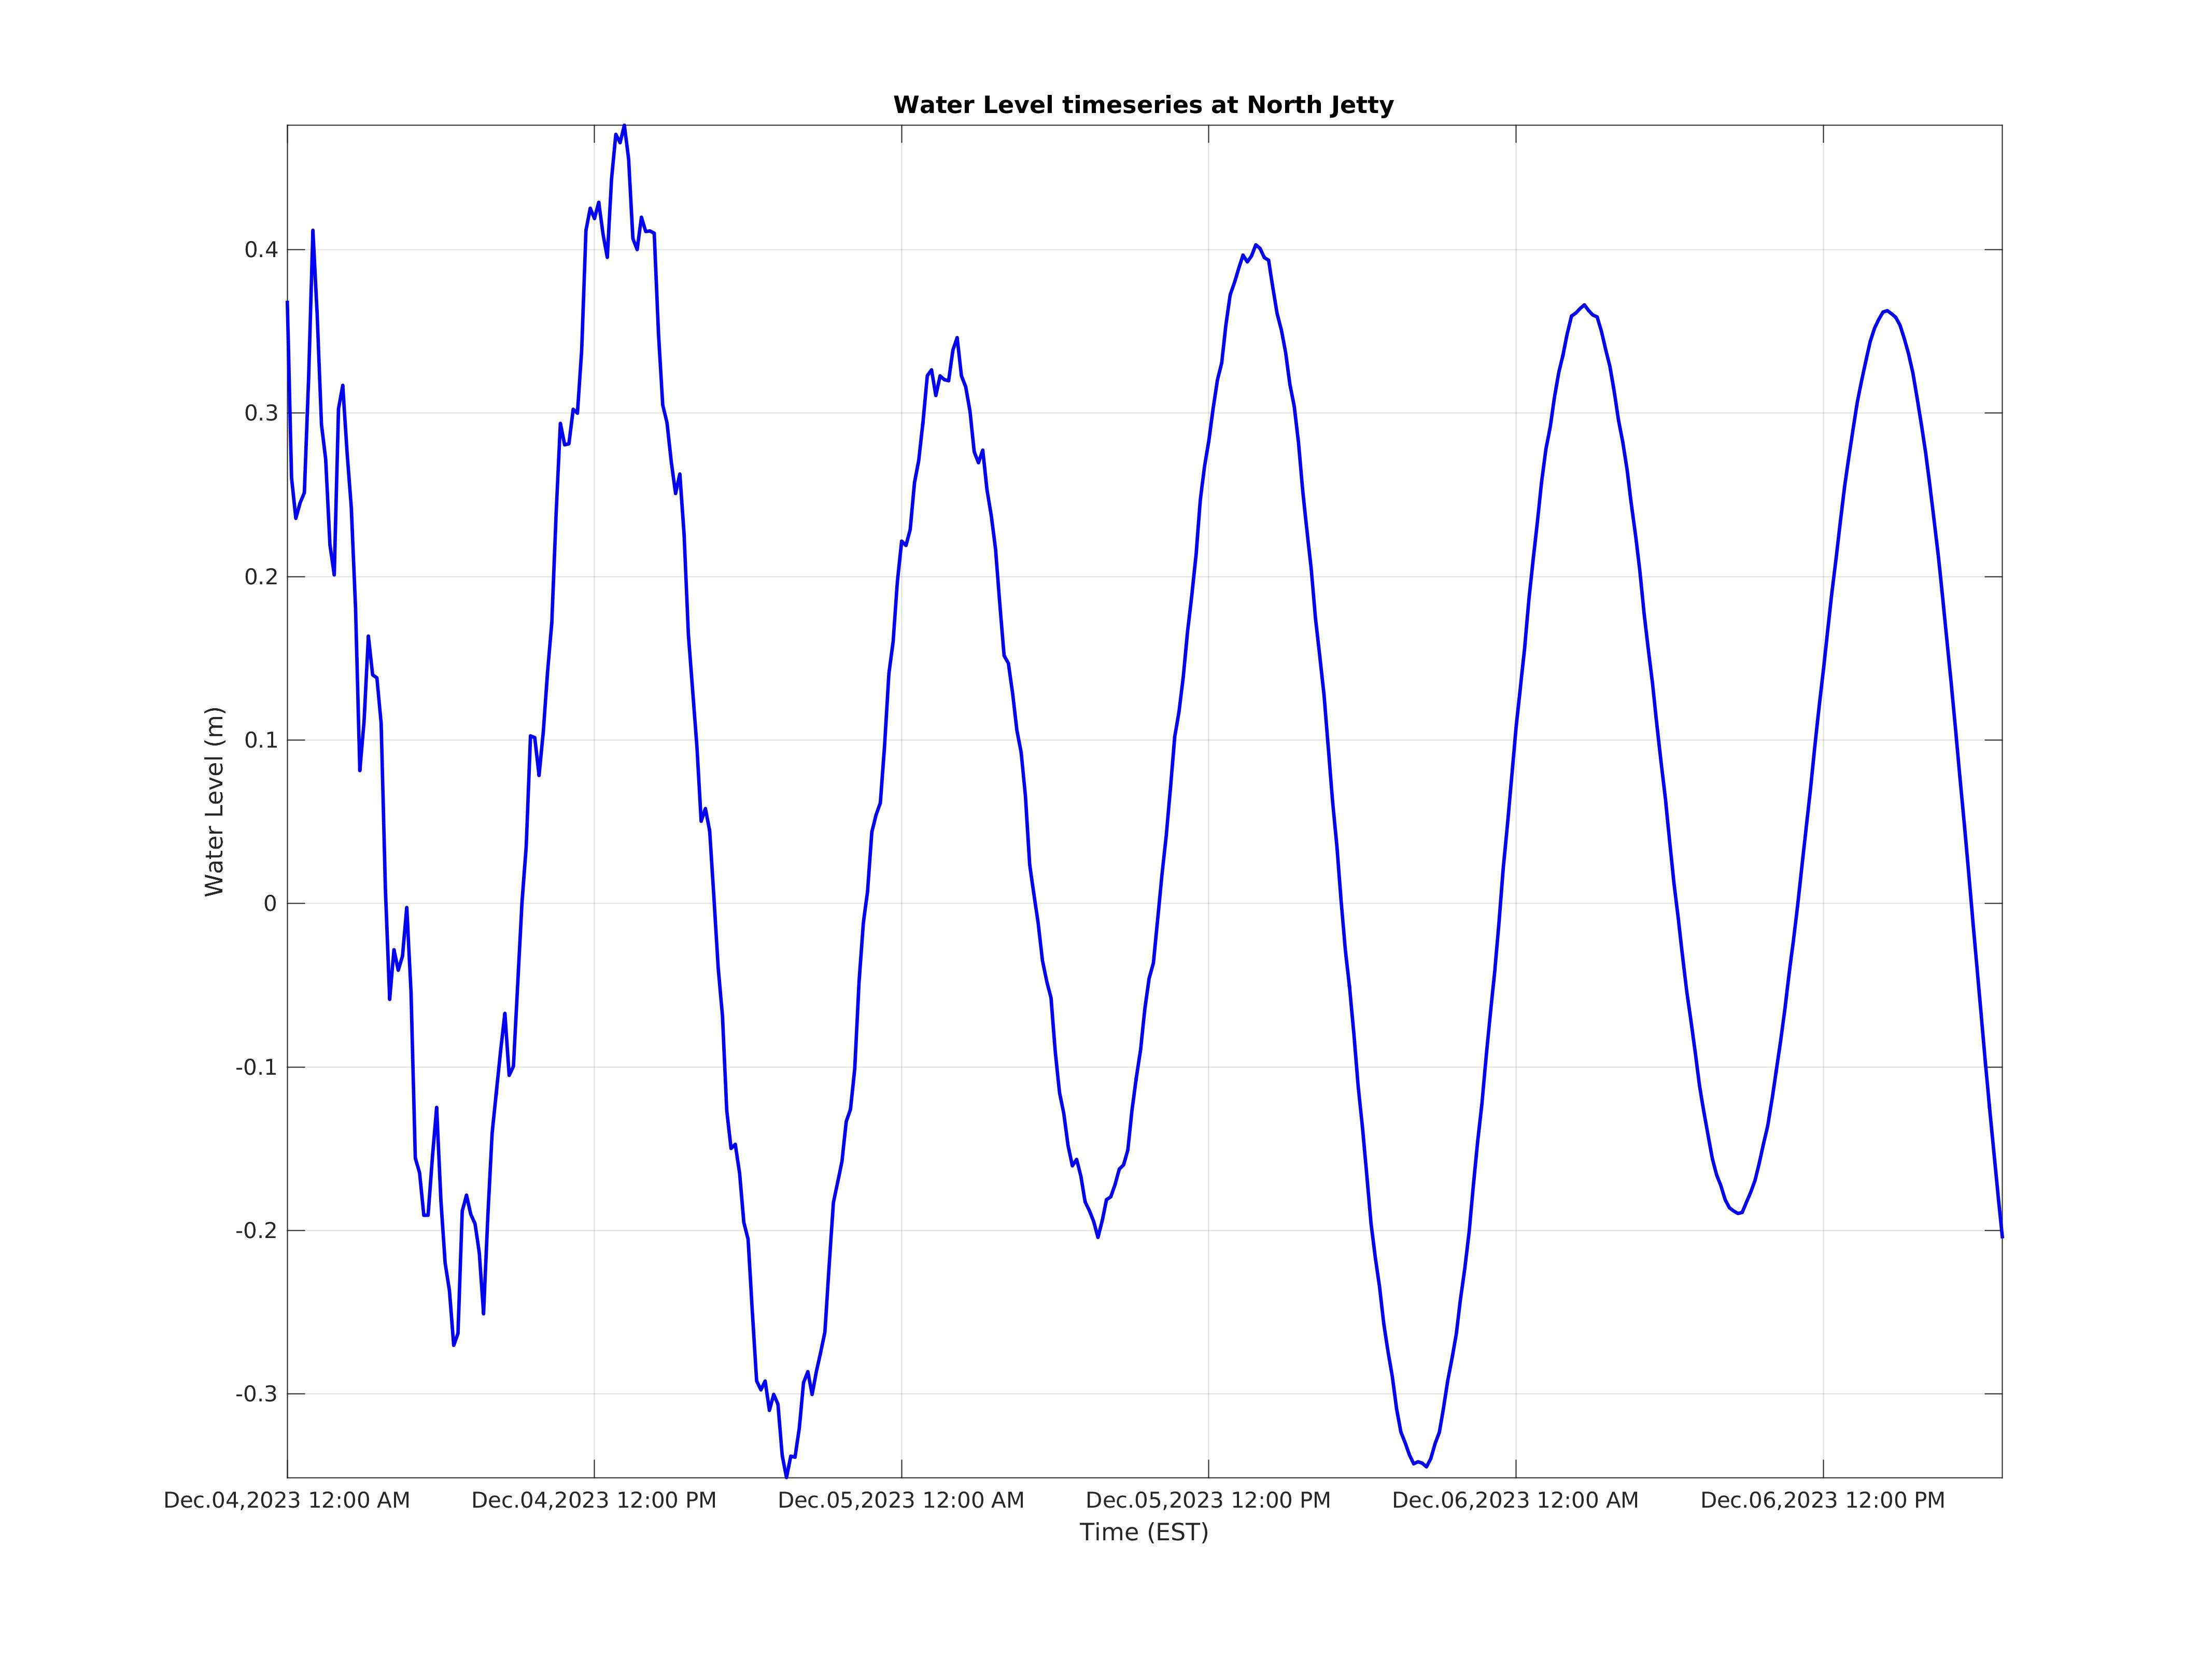 Water Level timeseries at North Jetty
0.4
0.3
0.2
0.1
0
-0.1
-0.2
-0.3
Water Level (m)
Dec.04,2023 12:00 AM
Dec.04,2023 12:00 PM
Dec.05,2023 12:00 AM
Dec.05,2023 12:00 PM
Dec.06,2023 12:00 AM
Dec.06,2023 12:00 PM
Time (EST)